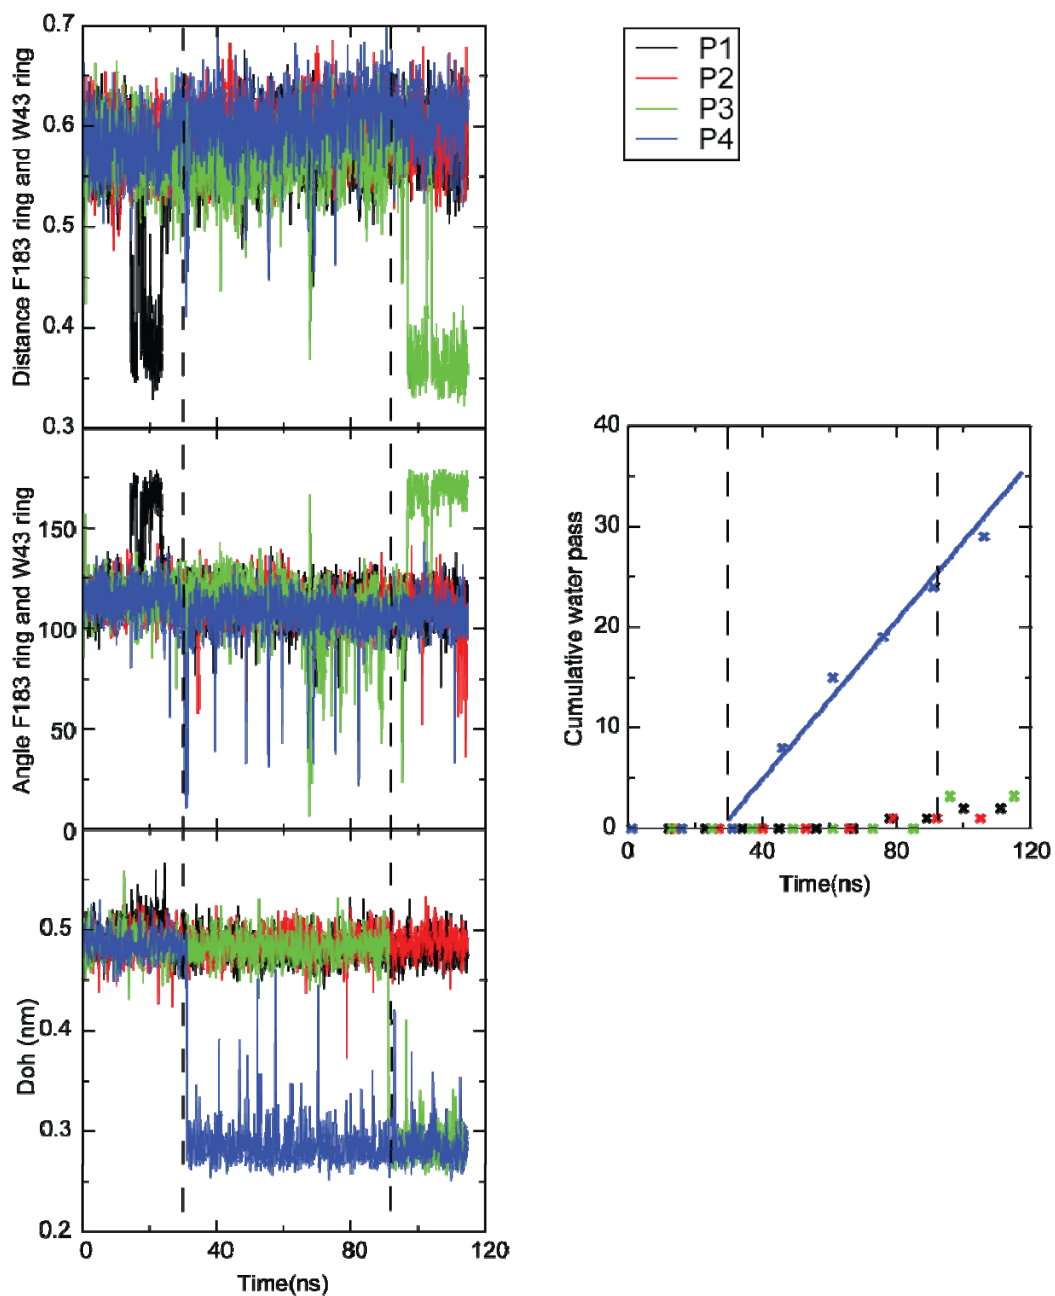 0.7
0.6
0.5
0.4
0.3
Distance F183 ring and W43 ring
150
100
50
0
Angle F183 ring and W43 ring
0.5
0.4
0.3
0.2
Doh (nm)
0 40 80 120
Time(ns)
P1
P2
P3
P4
40
30
20
10
0
Cumulative water pass
0 40 80 120
Time(ns)